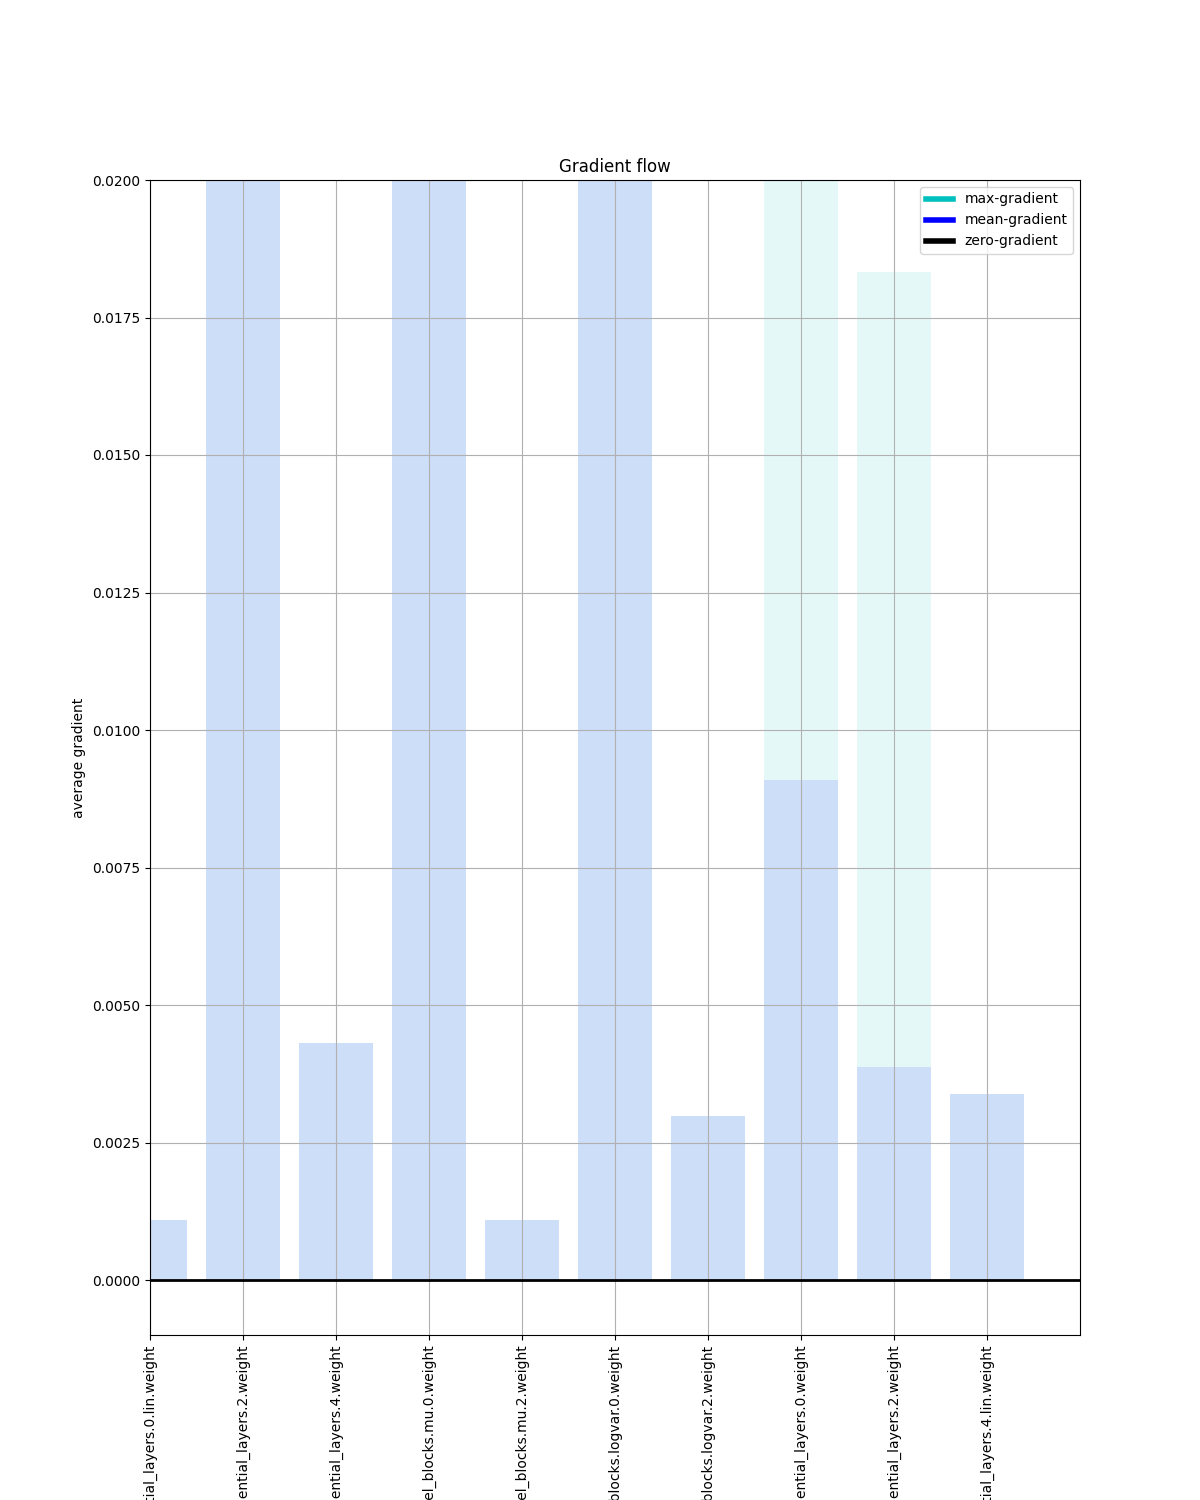 Gradient flow
max-gradient
mean-gradient
zero-gradient
0.0200
0.0175
0.0150
0.0125
0.0100
0.0075
0.0050
0.0025
0.0000
average gradient
tial_layers.0.lin.weight
ential_layers.2.weight
ential_layers.4.weight
el_blocks.mu.0.weight
el_blocks.mu.2.weight
blocks.logvar.0.weight
blocks.logvar.2.weight
ential_layers.0.weight
ential_layers.2.weight
tial_layers.4.lin.weight